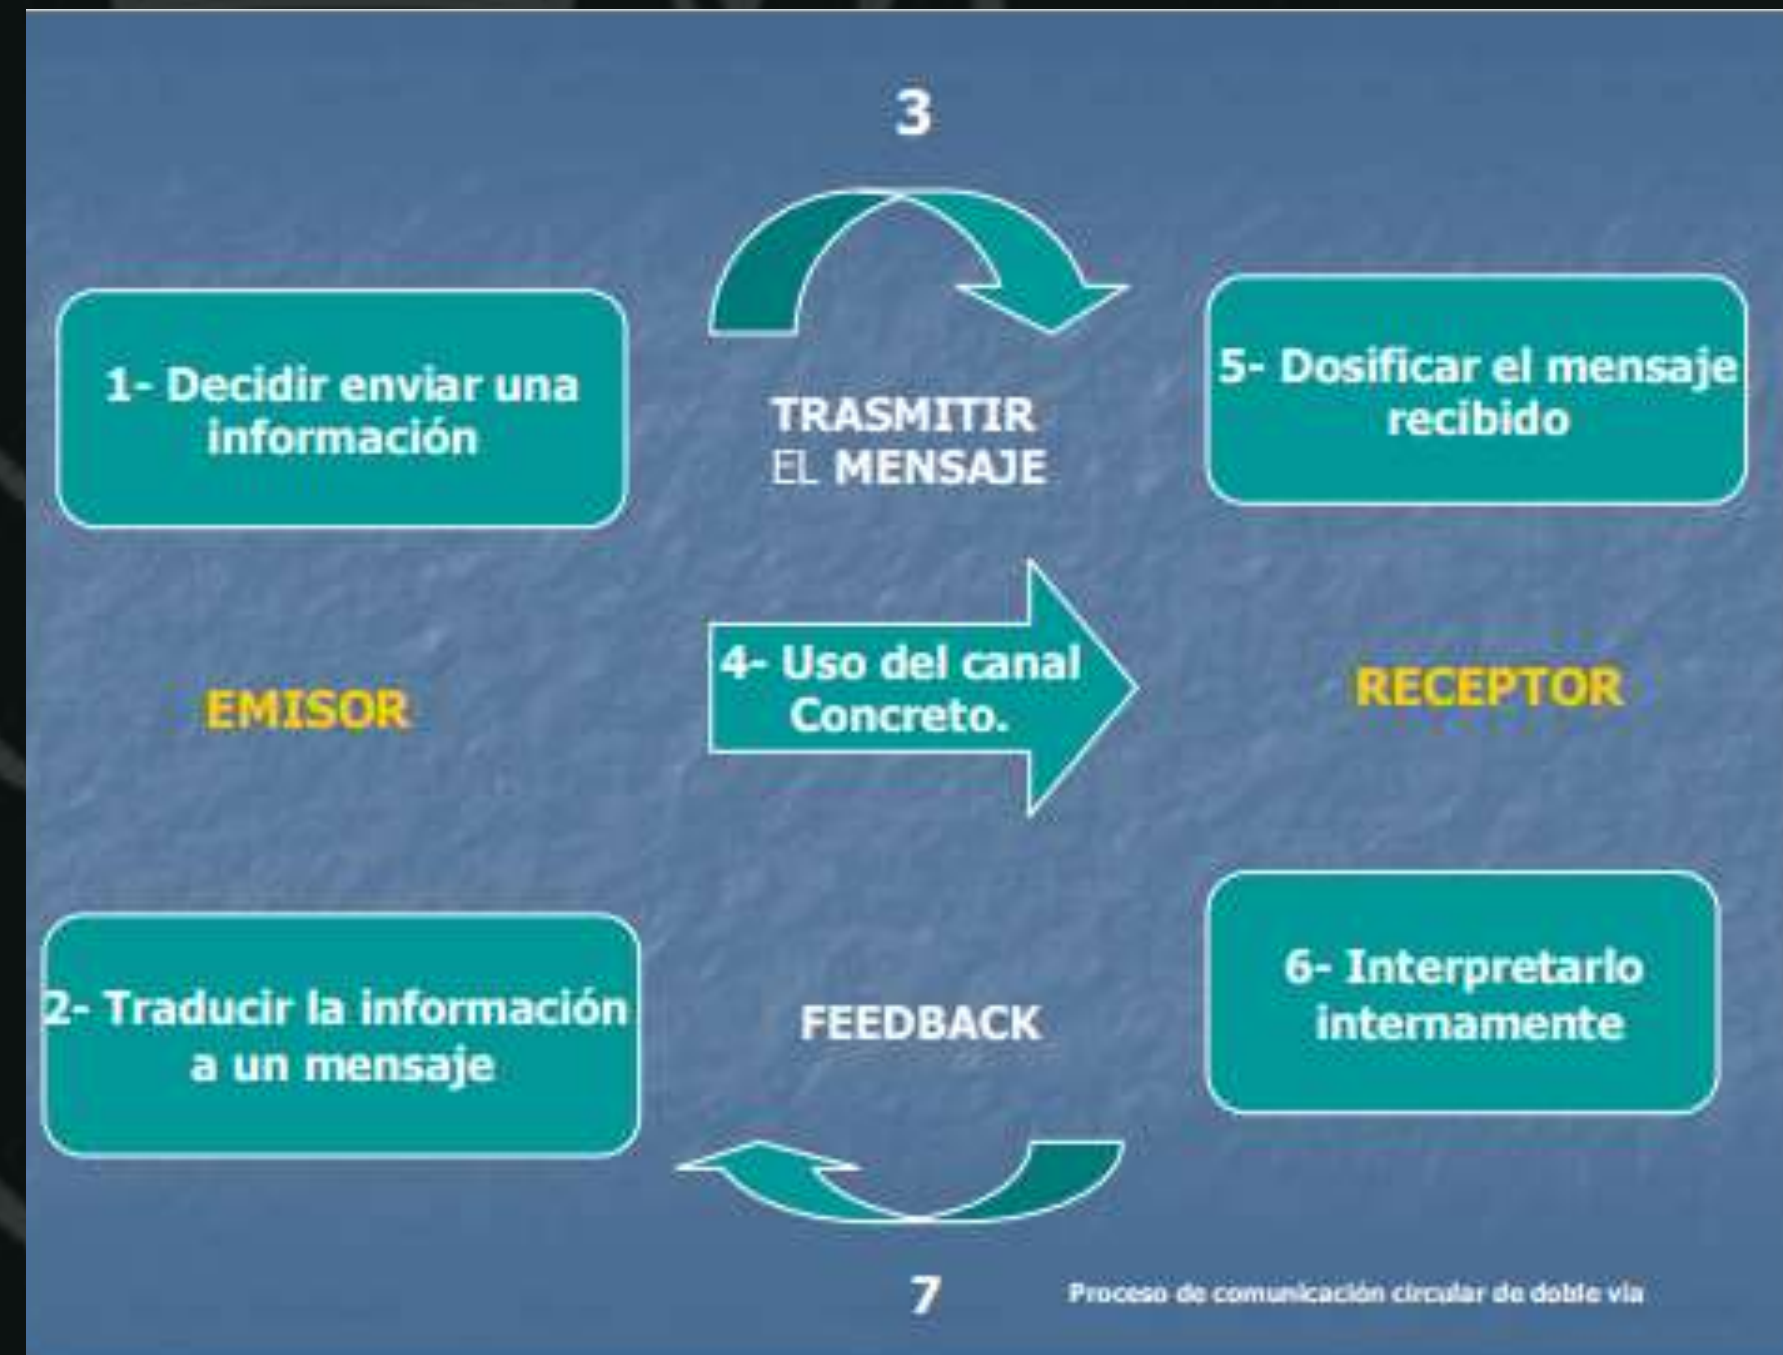 3
1- Decidir enviar una
información
TRASMITIR
EL MENSAJE
5- Dosificar el mensaje
recibido
EMISOR
4- Uso del canal
Concreto.
RECEPTOR
2- Traducir la información
a un mensaje
FEEDBACK
6- Interpretarlo
internamente
7
Proceso de comunicación circular de doble via